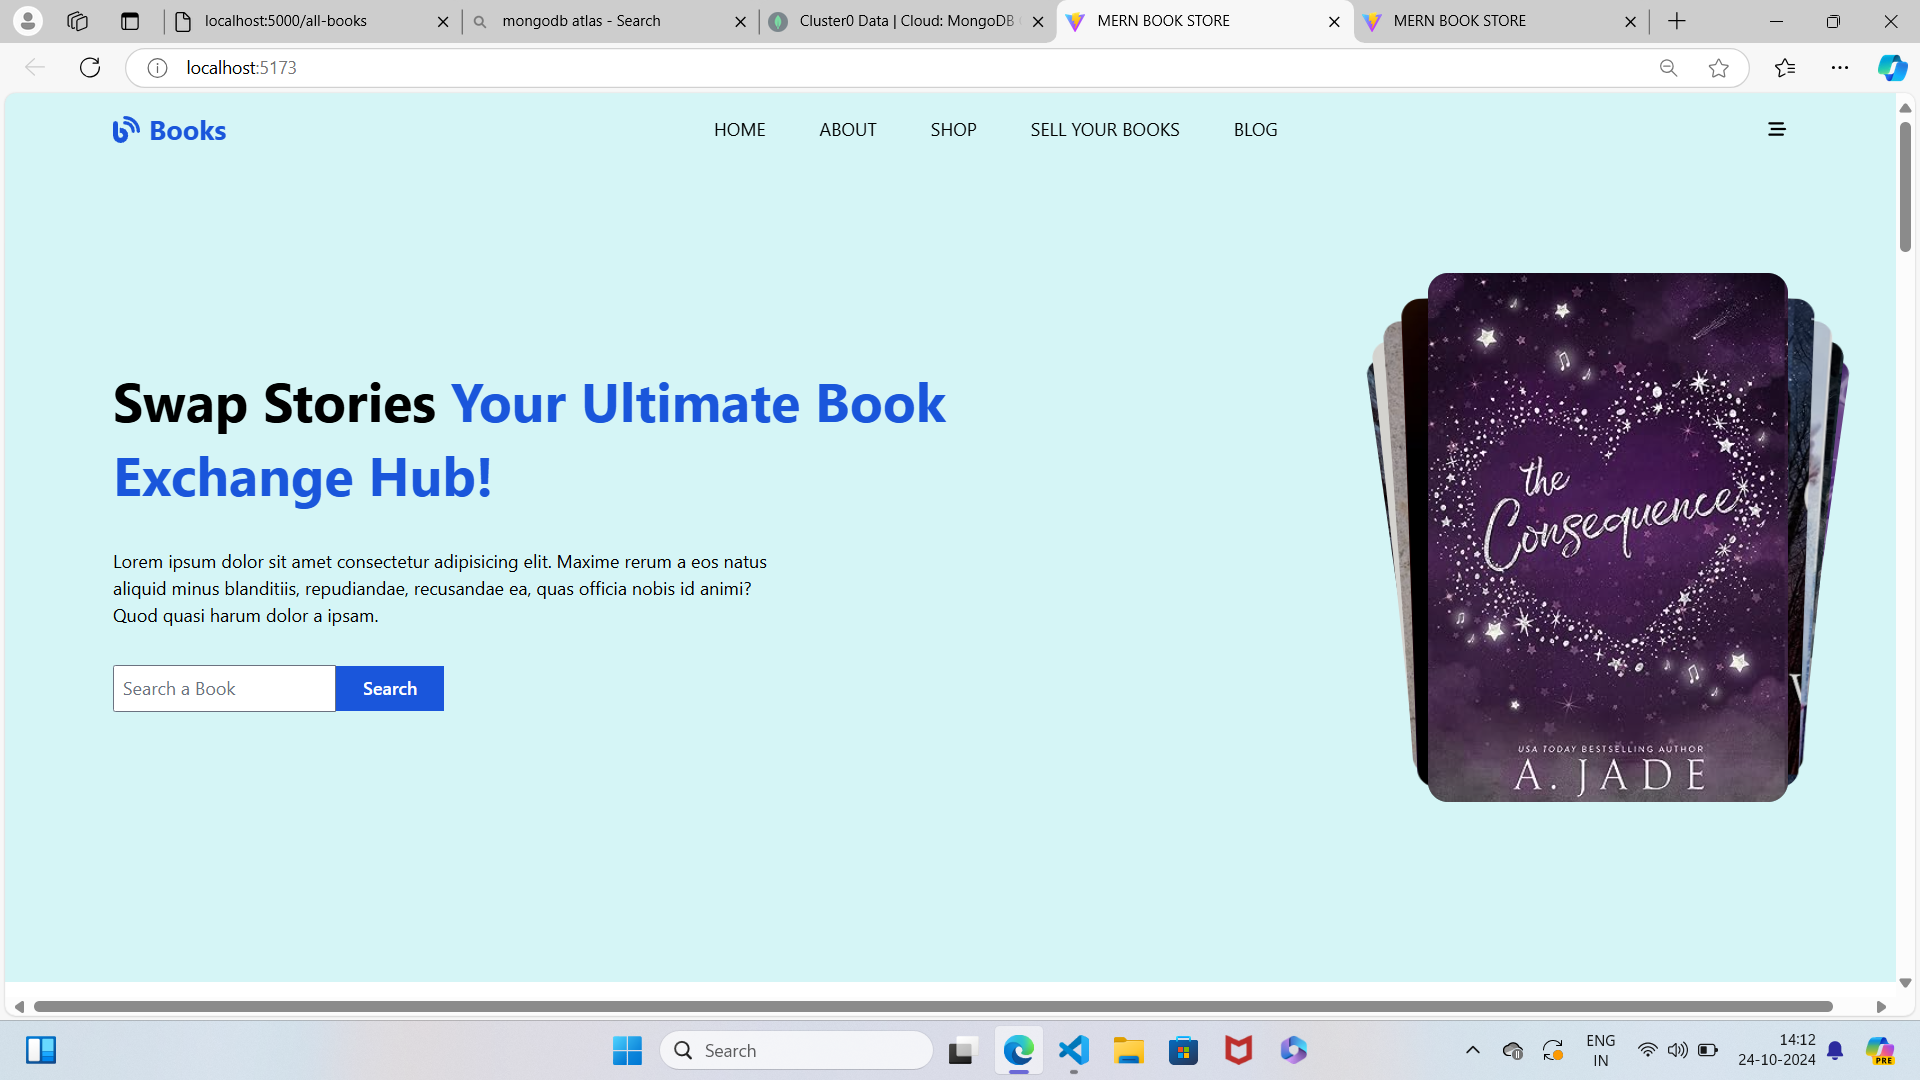 localhost:5000/all-books
mongodb atlas - Search
Cluster0 Data | Cloud: MongoDB
MERN BOOK STORE
MERN BOOK STORE
localhost:5173
Books
HOME
ABOUT
SHOP
SELL YOUR BOOKS
BLOG
Swap Stories Your Ultimate Book
Exchange Hub!
Lorem ipsum dolor sit amet consectetur adipisicing elit. Maxime rerum a eos natus
aliquid minus blanditiis, repudiandae, recusandae ea, quas officia nobis id animi?
Quod quasi harum dolor a ipsam.
Search a Book
Search
the
Consequence
USA TODAY BESTSELLING AUTHOR
A. JADE
Search
ENG
IN
14:12
24-10-2024
PRE